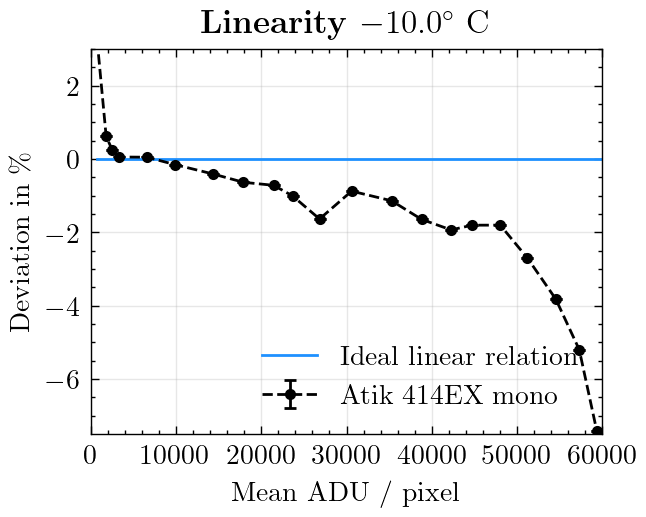 Linearity −10.0° C
2
0
−2
−4
−6
Deviation in %
Ideal linear relation
Atik 414EX mono
0 10000 20000 30000 40000 50000 60000
Mean ADU / pixel